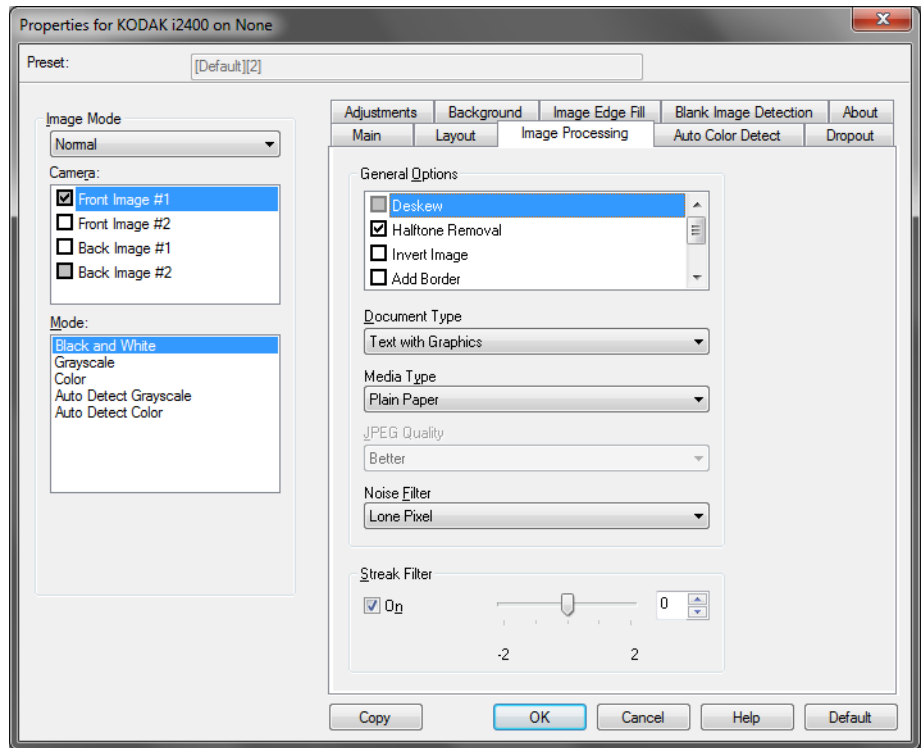 Properties for KODAK i2400 on None
Preset:
[Default][2]
Image Mode
Normal
Camera:
Front Image #1
Front Image #2
Back Image #1
Back Image #2
Mode:
Black and White
Grayscale
Color
Auto Detect Grayscale
Auto Detect Color
Adjustments Background Image Edge Fill Blank Image Detection About
Main Layout Image Processing Auto Color Detect Dropout
General Options
Deskew
Halftone Removal
Invert Image
Add Border
Document Type
Text with Graphics
Media Type
Plain Paper
JPEG Quality
Better
Noise Filter
Lone Pixel
Streak Filter
On 0
-2 2
Copy OK Cancel Help Default